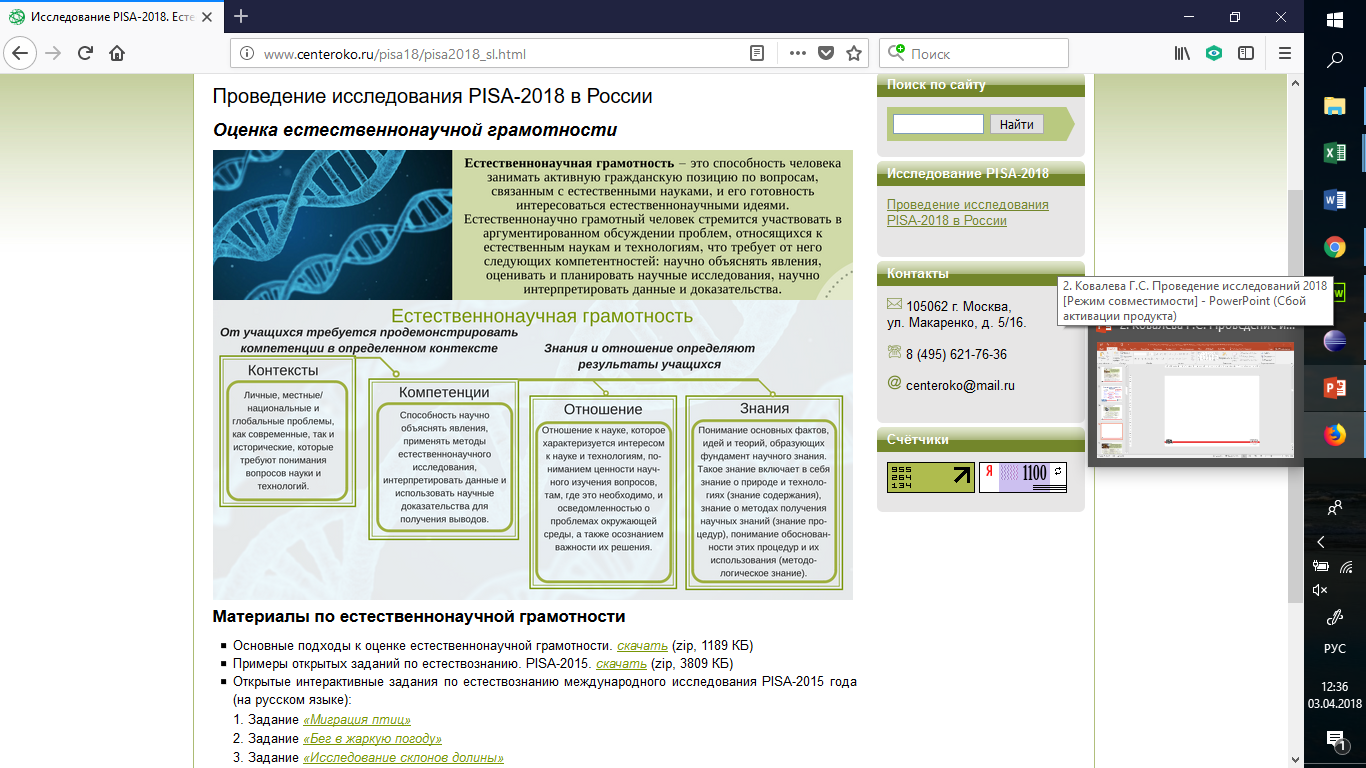 Исследование PISA-2018. Есте
www.centeroko.ru/pisa18/pisa2018_sl.html
Поиск
Проведение исследования PISA-2018 в России
Оценка естественнонаучной грамотности
Естественнонаучная грамотность – это способность человека
занимать активную гражданскую позицию по вопросам,
связанным с естественными науками, и его готовность
интересоваться естественнонаучными идеями.
Естественнонаучно грамотный человек стремится участвовать в
аргументированном обсуждении проблем, относящихся к
естественным наукам и технологиям, что требует от него
следующих компетентностей: научно объяснять явления,
оценивать и планировать научные исследования, научно
интерпретировать данные и доказательства.
Естественнонаучная грамотность
От учащихся требуется продемонстрировать
компетенции в определенном контексте
Знания и отношение определяют
результаты учащихся
Контексты
Личные, местные/
национальные и
глобальные проблемы,
как современные, так и
исторические, которые
требуют понимания
вопросов науки и
технологий.
Компетенции
Способность научно
объяснять явления,
применять методы
естественнонаучного
исследования,
интерпретировать данные и
использовать научные
доказательства для
получения выводов.
Отношение
Отношение к науке, которое
характеризуется интересом
к науке и технологиям, по-
ниманием ценности науч-
ного изучения вопросов,
там, где это необходимо, и
осведомленностью о
проблемах окружающей
среды, а также осознанием
важности их решения.
Знания
Понимание основных фактов,
идей и теорий, образующих
фундамент научного знания.
Такое знание включает в себя
знание о природе и техноло-
гиях (знание содержания),
знание о методах получения
научных знаний (знание про-
цедур), понимание обоснован-
ности этих процедур и их
использования (методо-
логическое знание).
Материалы по естественнонаучной грамотности
Основные подходы к оценке естественнонаучной грамотности. скачать (zip, 1189 КБ)
Примеры открытых заданий по естествознанию. PISA-2015. скачать (zip, 3809 КБ)
Открытые интерактивные задания по естествознанию международного исследования PISA-2015 года
(на русском языке):
1. Задание «Миграция птиц»
2. Задание «Бег в жаркую погоду»
3. Задание «Исследование склонов долины»
Поиск по сайту
Найти
Исследование PISA-2018
Проведение исследования
PISA-2018 в России
Контакты
105062 г. Москва,
ул. Макаренко, д. 5/16.
8 (495) 621-76-36
centeroko@mail.ru
Счётчики
955
264
134
Я 1100
2. Ковалева Г.С. Проведение исследований 2018
[Режим совместимости] - PowerPoint (Сбой
активации продукта)
РУС
12:36
03.04.2018
1